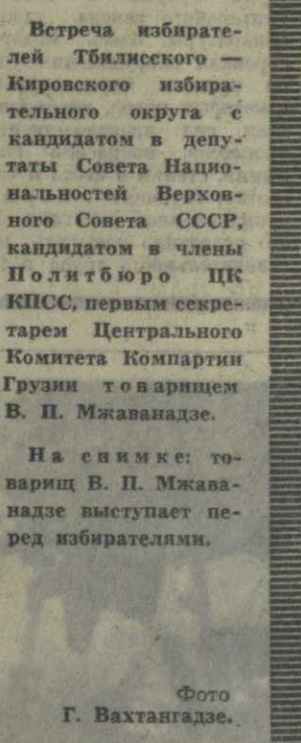 Встреча избирате-
лей Тбилисского —
Кировского избира-
тельного округа с
кандидатом в депу-
таты Совета Нацио-
нальностей Верхов-
ного Совета СССР,
кандидатом в члены
Политбюро ЦК
КПСС, первым секре-
тарем Центрального
Комитета Компартии
Грузии товарищем
В. П. Мжаванадзе.
На снимке: то-
варищ В. П. Мжава-
надзе выступает пе-
ред избирателями.
Фото
Г. Вахтангадзе.